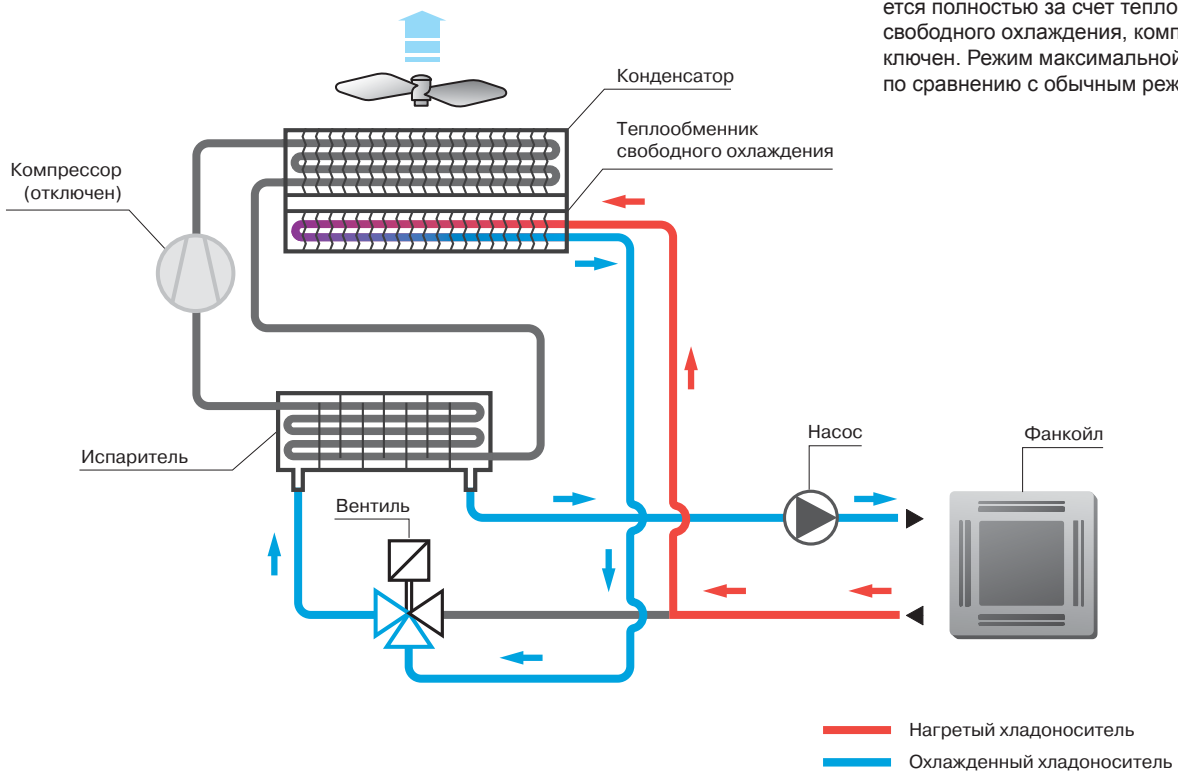 ется полностью за счет тепло
свободного охлаждения, комп
ключен. Режим максимальной
по сравнению с обычным реж
Конденсатор
Теплообменник
свободного охлаждения
Компрессор
(отключен)
Испаритель
Вентиль
Насос
Фанкойл
Нагретый хладоноситель
Охлажденный хладоноситель